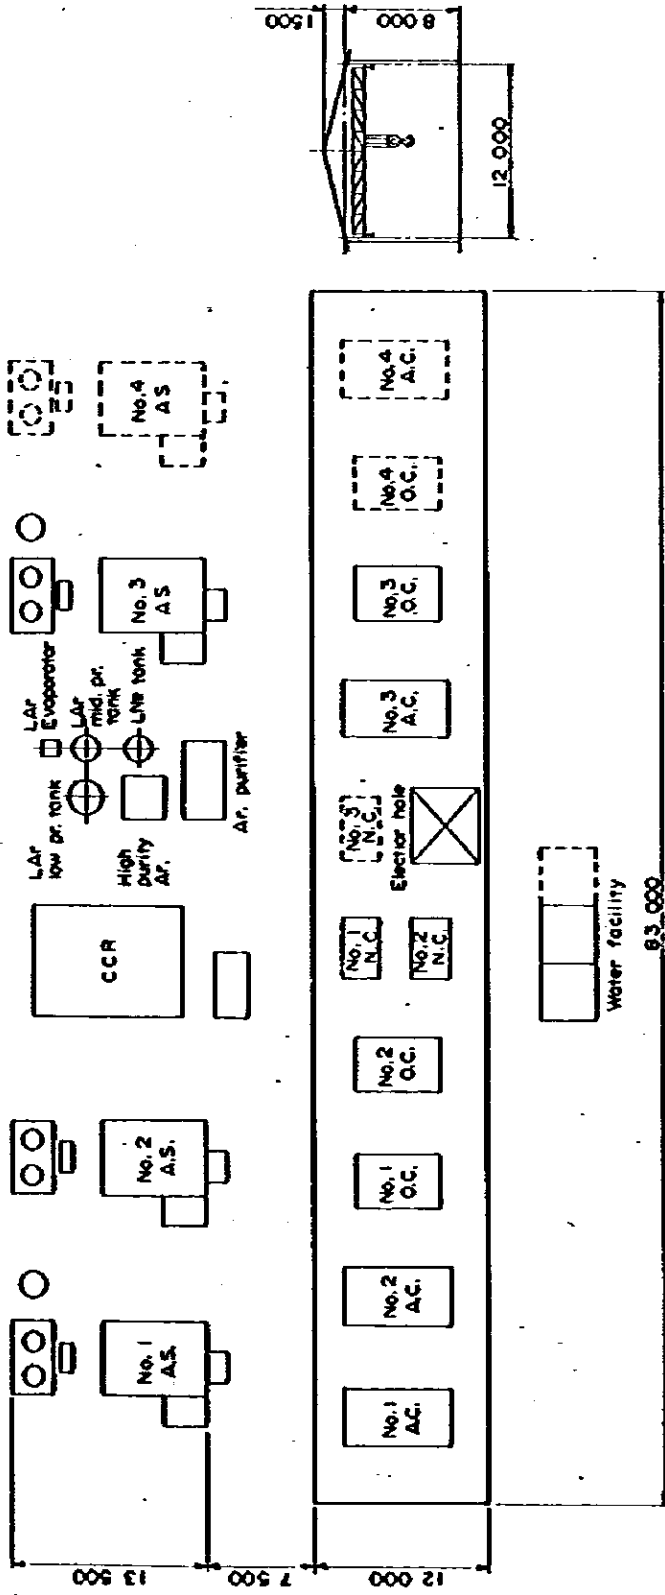 13 500
7 500
12 000
No. 1
A.S.
No. 2
A.S.
CCR
LAr
low pr. tank
High
purity
Ar.
LAr
Evaporator
LAr
mid. pr.
tank
LN₂ tank
Ar. purifier
No. 3
AS
No.4
AS
No.1
A.C.
No. 2
A.C.
No. 1
O.C.
No. 2
O.C.
No. 1
N.C.
No. 2
N.C.
No. 3
N.C.
Election hole
No. 3
A.C.
No. 3
O.C.
No. 4
O.C.
No. 4
A.C.
Water facility
83 000
1500
8 000
12 000